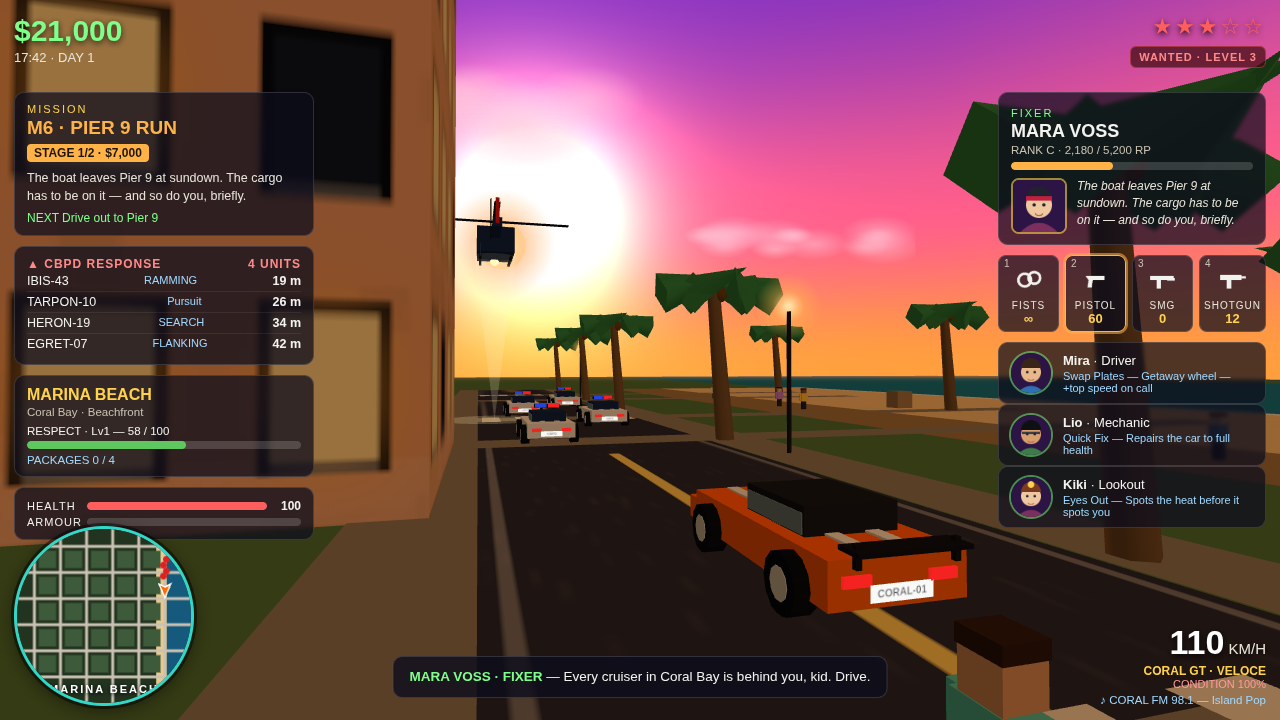 $21,000
17:42 · DAY 1
★★★☆☆
WANTED · LEVEL 3
MISSION
M6 · PIER 9 RUN
STAGE 1/2 · $7,000
The boat leaves Pier 9 at sundown. The cargo
has to be on it — and so do you, briefly.
NEXT Drive out to Pier 9
▲ CBPD RESPONSE 4 UNITS
IBIS-43 RAMMING 19 m
TARPON-10 Pursuit 26 m
HERON-19 SEARCH 34 m
EGRET-07 FLANKING 42 m
MARINA BEACH
Coral Bay · Beachfront
RESPECT · Lv1 — 58 / 100
PACKAGES 0 / 4
HEALTH 100
ARMOUR
MARINA BEACH
FIXER
MARA VOSS
RANK C · 2,180 / 5,200 RP
The boat leaves Pier 9 at
sundown. The cargo has to be
on it — and so do you, briefly.
1 2 3 4
FISTS PISTOL SMG SHOTGUN
∞ 60 0 12
Mira · Driver
Swap Plates — Getaway wheel —
+top speed on call
Lio · Mechanic
Quick Fix — Repairs the car to full
health
Kiki · Lookout
Eyes Out — Spots the heat before it
spots you
CORAL-01
MARA VOSS · FIXER — Every cruiser in Coral Bay is behind you, kid. Drive.
110 KM/H
CORAL GT · VELOCE
CONDITION 100%
♪ CORAL FM 98.1 — Island Pop